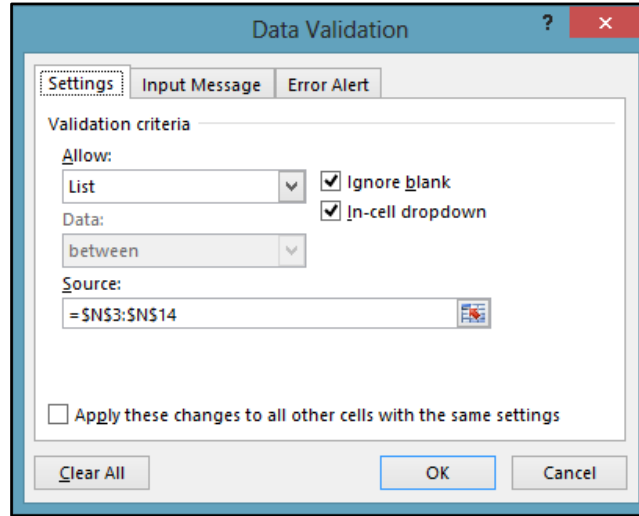 Data Validation
?
Settings Input Message Error Alert
Validation criteria
Allow:
List
Ignore blank
Data:
In-cell dropdown
between
Source:
=$N$3:$N$14
Apply these changes to all other cells with the same settings
Clear All OK Cancel